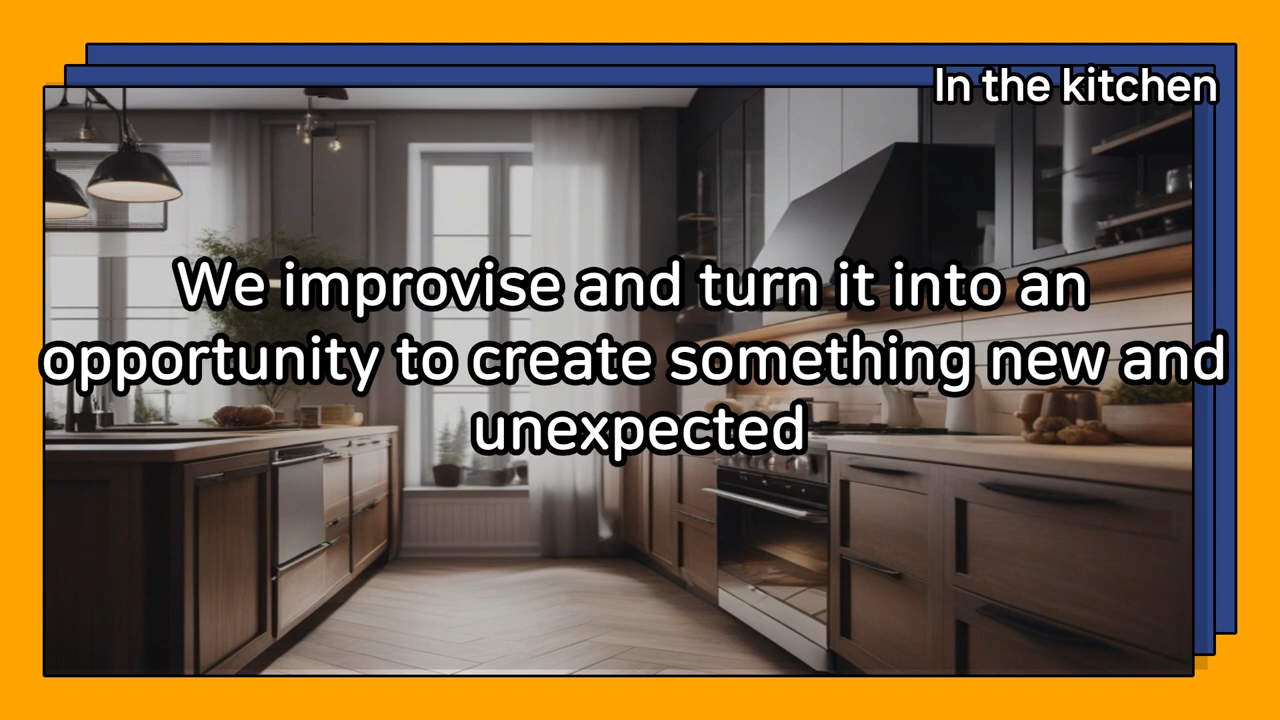 In the kitchen
We improvise and turn it into an
opportunity to create something new and
unexpected